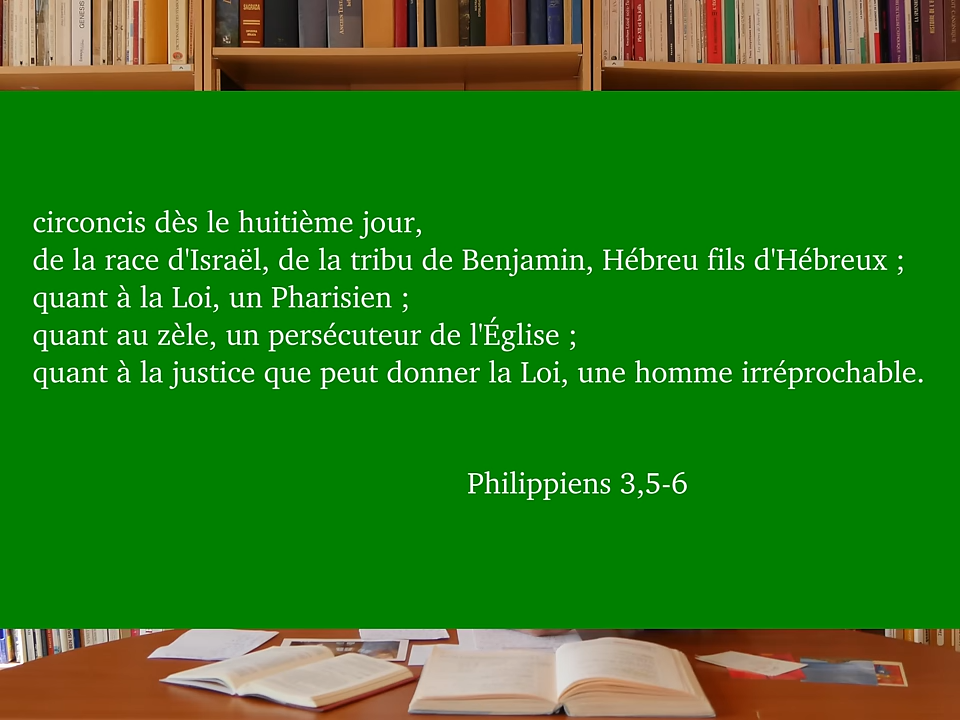 GENESIS
SAGRADA
circoncis dès le huitième jour,
de la race d'Israël, de la tribu de Benjamin, Hébreu fils d'Hébreux ;
quant à la Loi, un Pharisien ;
quant au zèle, un persécuteur de l'Église ;
quant à la justice que peut donner la Loi, une homme irréprochable.
Philippiens 3,5-6